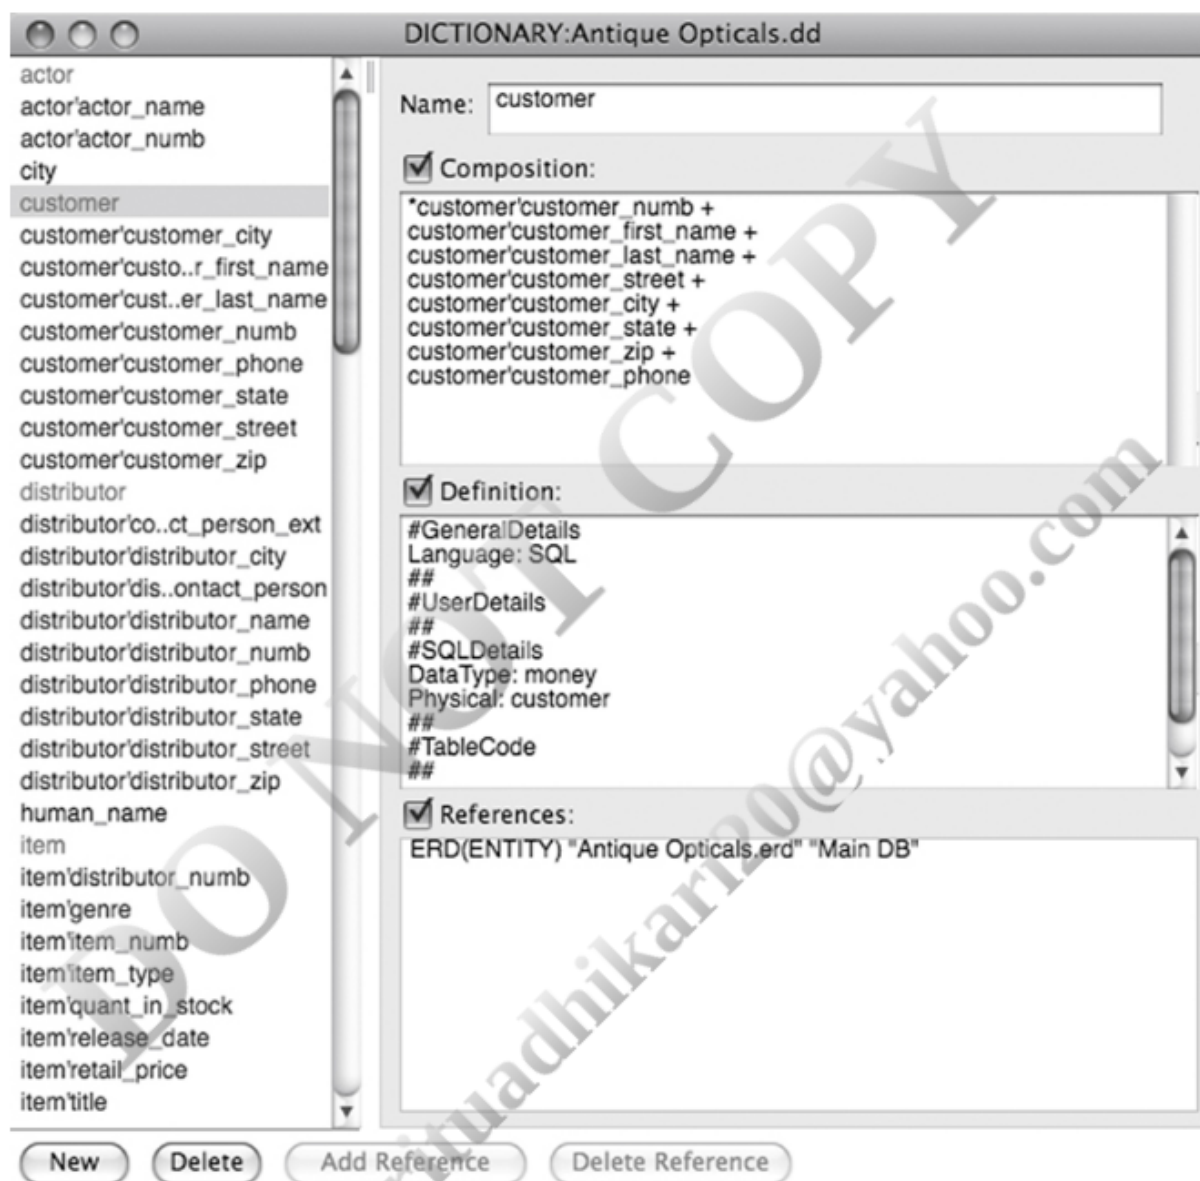 DICTIONARY:Antique Opticals.dd
actor
actor'actor_name
actor'actor_numb
city
customer
customer'customer_city
customer'custo..r_first_name
customer'cust..er_last_name
customer'customer_numb
customer'customer_phone
customer'customer_state
customer'customer_street
customer'customer_zip
distributor
distributor'co..ct_person_ext
distributor'distributor_city
distributor'dis..ontact_person
distributor'distributor_name
distributor'distributor_numb
distributor'distributor_phone
distributor'distributor_state
distributor'distributor_street
distributor'distributor_zip
human_name
item
item'distributor_numb
item'genre
item'item_numb
item'item_type
item'quant_in_stock
item'release_date
item'retail_price
item'title
Name: customer
Composition:
*customer'customer_numb +
customer'customer_first_name +
customer'customer_last_name +
customer'customer_street +
customer'customer_city +
customer'customer_state +
customer'customer_zip +
customer'customer_phone
Definition:
#GeneralDetails
Language: SQL
##
#UserDetails
##
#SQLDetails
DataType: money
Physical: customer
##
#TableCode
##
References:
ERD(ENTITY) "Antique Opticals.erd" "Main DB"
New Delete Add Reference Delete Reference
DO NOT COPY
rituadhikari20@yahoo.com